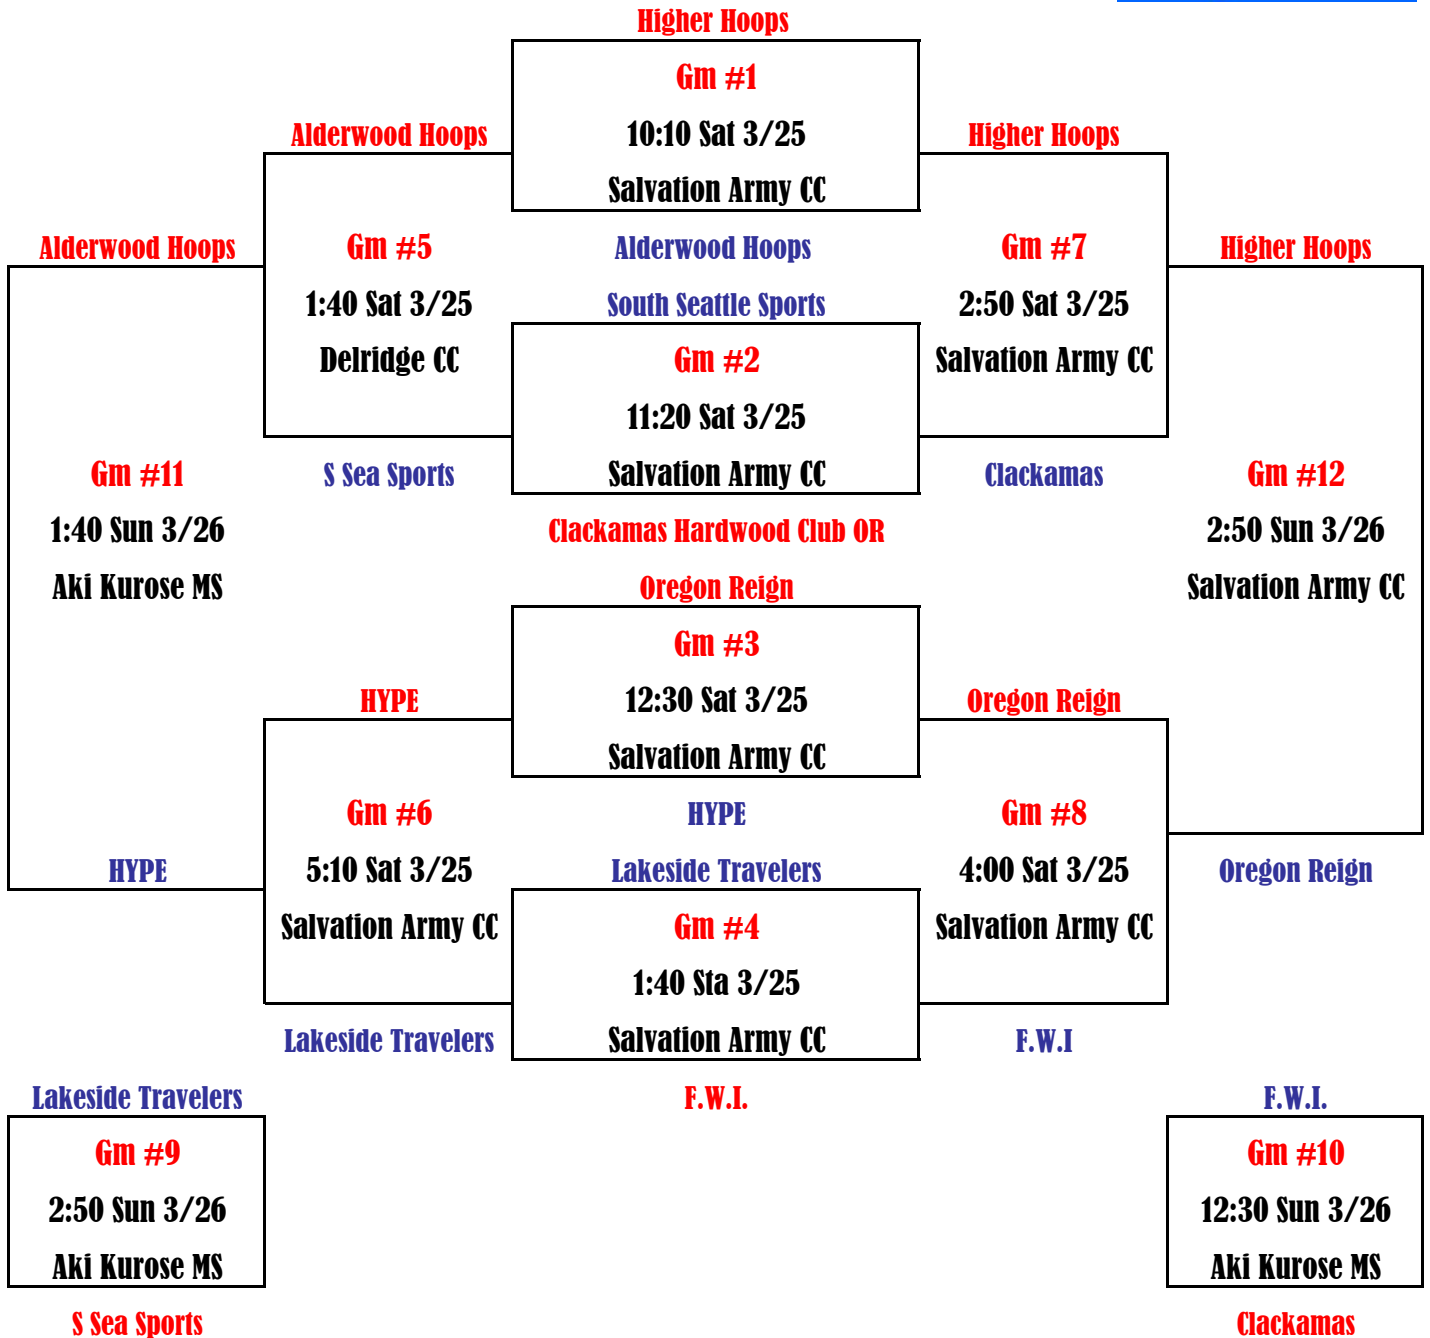 Higher Hoops
Gm #1
Alderwood Hoops
10:10 Sat 3/25
Higher Hoops
Salvation Army CC
Alderwood Hoops
Gm #5
Alderwood Hoops
Gm #7
Higher Hoops
1:40 Sat 3/25
South Seattle Sports
2:50 Sat 3/25
Delridge CC
Gm #2
Salvation Army CC
11:20 Sat 3/25
Gm #11
S Sea Sports
Salvation Army CC
Clackamas
Gm #12
1:40 Sun 3/26
Clackamas Hardwood Club OR
2:50 Sun 3/26
Aki Kurose MS
Oregon Reign
Salvation Army CC
Gm #3
HYPE
12:30 Sat 3/25
Oregon Reign
Salvation Army CC
Gm #6
HYPE
Gm #8
HYPE
5:10 Sat 3/25
Lakeside Travelers
4:00 Sat 3/25
Oregon Reign
Salvation Army CC
Gm #4
Salvation Army CC
1:40 Sta 3/25
Lakeside Travelers
Salvation Army CC
F.W.I
Lakeside Travelers
F.W.I.
F.W.I.
Gm #9
Gm #10
2:50 Sun 3/26
12:30 Sun 3/26
Aki Kurose MS
Aki Kurose MS
S Sea Sports
Clackamas